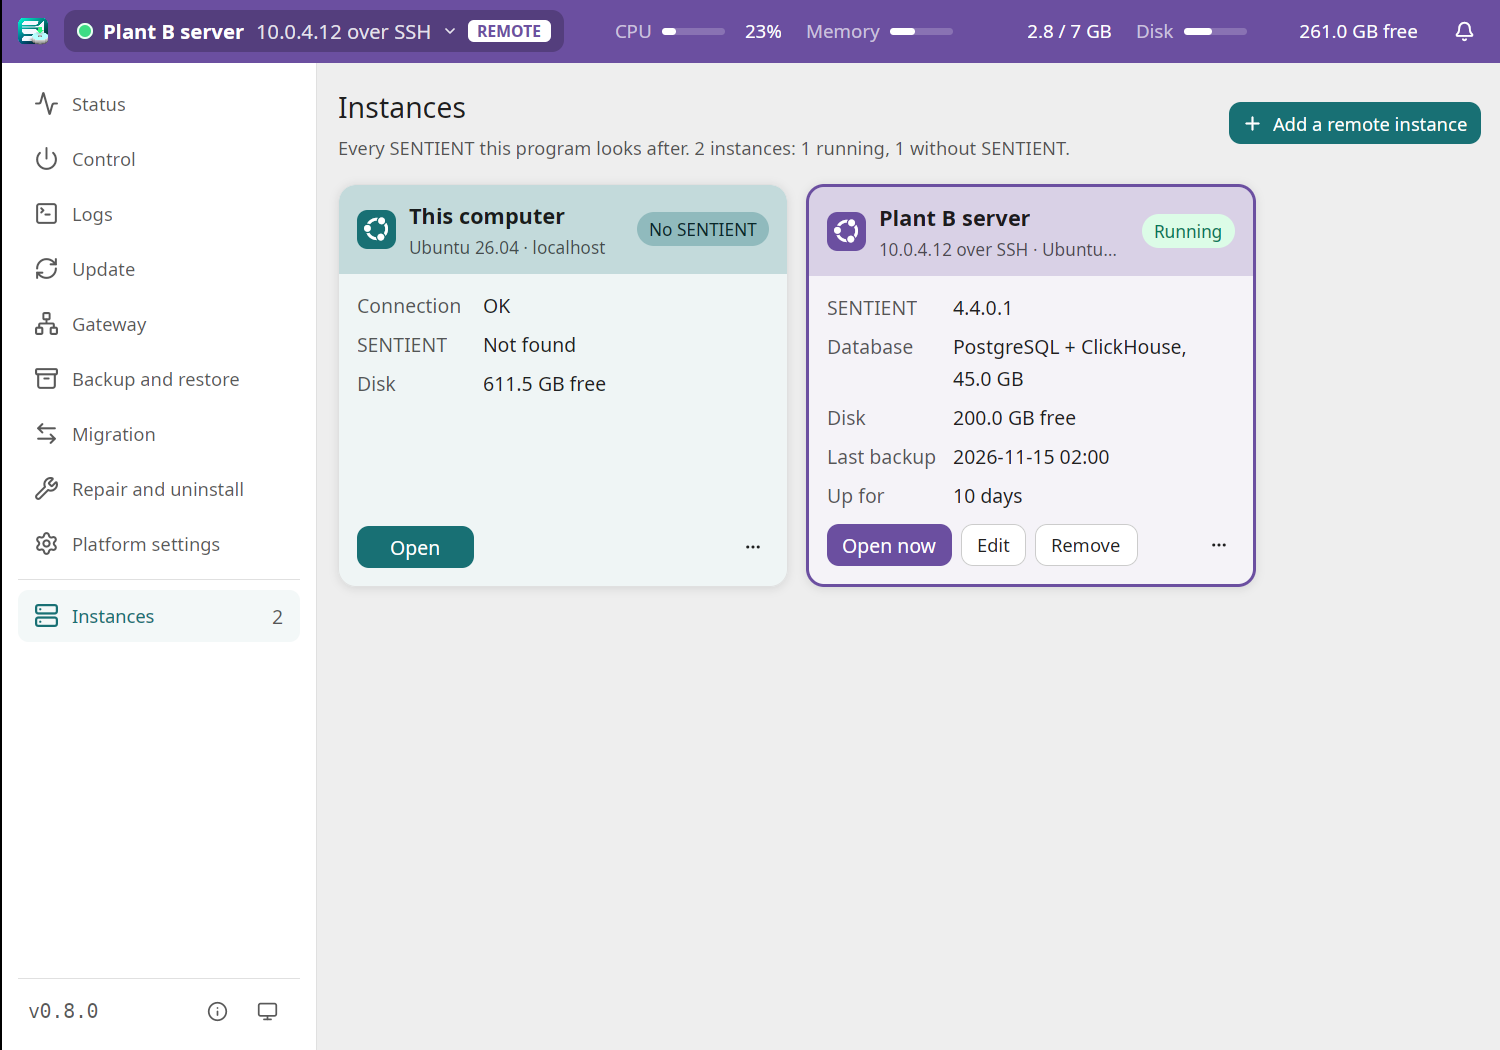 Plant B server 10.0.4.12 over SSH REMOTE CPU 23% Memory 2.8 / 7 GB Disk 261.0 GB free
Status
Control
Logs
Update
Gateway
Backup and restore
Migration
Repair and uninstall
Platform settings
Instances 2
v0.8.0
Instances
Every SENTIENT this program looks after. 2 instances: 1 running, 1 without SENTIENT.
Add a remote instance
This computer
Ubuntu 26.04 · localhost
No SENTIENT
Connection OK
SENTIENT Not found
Disk 611.5 GB free
Open
Plant B server
10.0.4.12 over SSH · Ubuntu...
Running
SENTIENT 4.4.0.1
Database PostgreSQL + ClickHouse,
45.0 GB
Disk 200.0 GB free
Last backup 2026-11-15 02:00
Up for 10 days
Open now Edit Remove